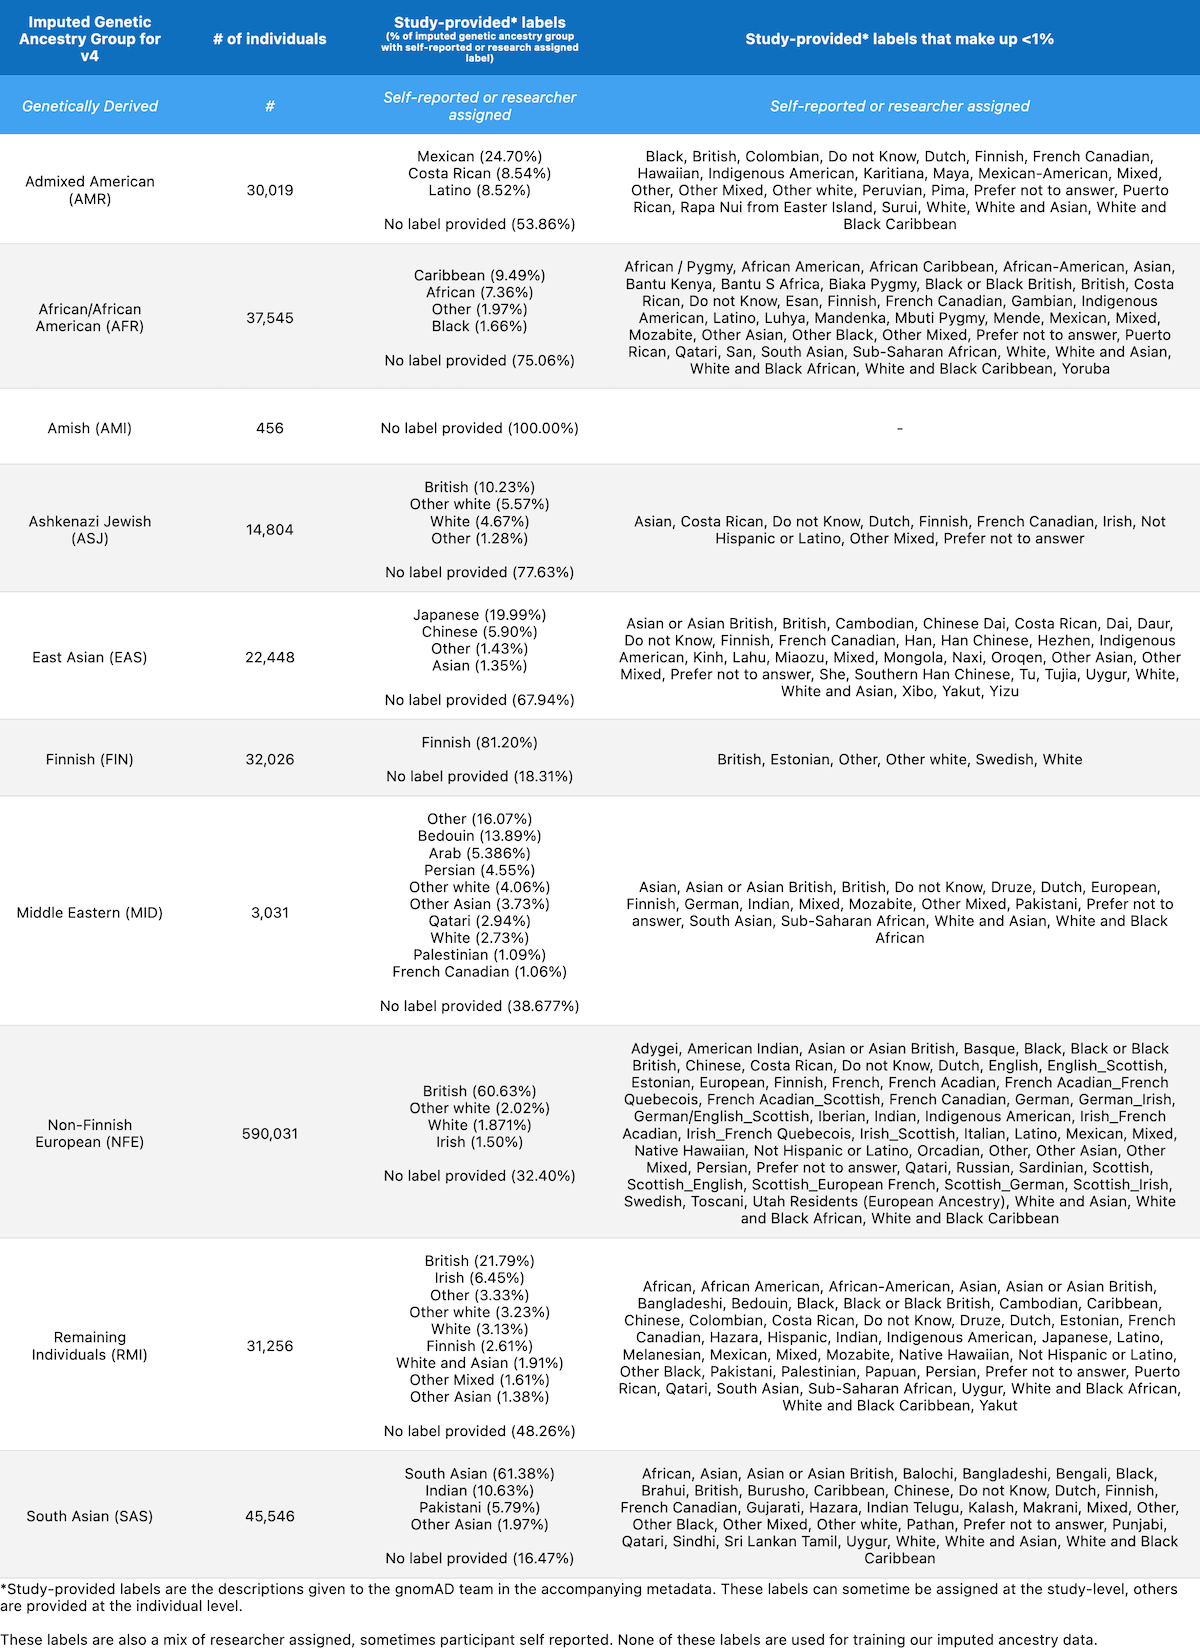 Imputed Genetic
Ancestry Group for
v4
# of individuals
Study-provided* labels
(% of imputed genetic ancestry group
with self-reported or research assigned
label)
Study-provided* labels that make up <1%
Genetically Derived
#
Self-reported or researcher
assigned
Self-reported or researcher assigned
Admixed American
(AMR)
30,019
Mexican (24.70%)
Costa Rican (8.54%)
Latino (8.52%)
No label provided (53.86%)
Black, British, Colombian, Do not Know, Dutch, Finnish, French Canadian,
Hawaiian, Indigenous American, Karitiana, Maya, Mexican-American, Mixed,
Other, Other Mixed, Other white, Peruvian, Pima, Prefer not to answer, Puerto
Rican, Rapa Nui from Easter Island, Surui, White, White and Asian, White and
Black Caribbean
African/African
American (AFR)
37,545
Caribbean (9.49%)
African (7.36%)
Other (1.97%)
Black (1.66%)
No label provided (75.06%)
African / Pygmy, African American, African Caribbean, African-American, Asian,
Bantu Kenya, Bantu S Africa, Biaka Pygmy, Black or Black British, British, Costa
Rican, Do not Know, Esan, Finnish, French Canadian, Gambian, Indigenous
American, Latino, Luhya, Mandenka, Mbuti Pygmy, Mende, Mexican, Mixed,
Mozabite, Other Asian, Other Black, Other Mixed, Prefer not to answer, Puerto
Rican, Qatari, San, South Asian, Sub-Saharan African, White, White and Asian,
White and Black African, White and Black Caribbean, Yoruba
Amish (AMI)
456
No label provided (100.00%)
-
Ashkenazi Jewish
(ASJ)
14,804
British (10.23%)
Other white (5.57%)
White (4.67%)
Other (1.28%)
No label provided (77.63%)
Asian, Costa Rican, Do not Know, Dutch, Finnish, French Canadian, Irish, Not
Hispanic or Latino, Other Mixed, Prefer not to answer
East Asian (EAS)
22,448
Japanese (19.99%)
Chinese (5.90%)
Other (1.43%)
Asian (1.35%)
No label provided (67.94%)
Asian or Asian British, British, Cambodian, Chinese Dai, Costa Rican, Dai, Daur,
Do not Know, Finnish, French Canadian, Han, Han Chinese, Hezhen, Indigenous
American, Kinh, Lahu, Miaozu, Mixed, Mongola, Naxi, Oroqen, Other Asian, Other
Mixed, Prefer not to answer, She, Southern Han Chinese, Tu, Tujia, Uygur, White,
White and Asian, Xibo, Yakut, Yizu
Finnish (FIN)
32,026
Finnish (81.20%)
No label provided (18.31%)
British, Estonian, Other, Other white, Swedish, White
Middle Eastern (MID)
3,031
Other (16.07%)
Bedouin (13.89%)
Arab (5.386%)
Persian (4.55%)
Other white (4.06%)
Other Asian (3.73%)
Qatari (2.94%)
White (2.73%)
Palestinian (1.09%)
French Canadian (1.06%)
No label provided (38.677%)
Asian, Asian or Asian British, British, Do not Know, Druze, Dutch, European,
Finnish, German, Indian, Mixed, Mozabite, Other Mixed, Pakistani, Prefer not to
answer, South Asian, Sub-Saharan African, White and Asian, White and Black
African
Non-Finnish
European (NFE)
590,031
British (60.63%)
Other white (2.02%)
White (1.871%)
Irish (1.50%)
No label provided (32.40%)
Adygei, American Indian, Asian or Asian British, Basque, Black, Black or Black
British, Chinese, Costa Rican, Do not Know, Dutch, English, English_Scottish,
Estonian, European, Finnish, French, French Acadian, French Acadian_French
Quebecois, French Acadian_Scottish, French Canadian, German, German_Irish,
German/English_Scottish, Iberian, Indian, Indigenous American, Irish_French
Acadian, Irish_French Quebecois, Irish_Scottish, Italian, Latino, Mexican, Mixed,
Native Hawaiian, Not Hispanic or Latino, Orcadian, Other, Other Asian, Other
Mixed, Persian, Prefer not to answer, Qatari, Russian, Sardinian, Scottish,
Scottish_English, Scottish_European French, Scottish_German, Scottish_Irish,
Swedish, Toscani, Utah Residents (European Ancestry), White and Asian, White
and Black African, White and Black Caribbean
Remaining
Individuals (RMI)
31,256
British (21.79%)
Irish (6.45%)
Other (3.33%)
Other white (3.23%)
White (3.13%)
Finnish (2.61%)
White and Asian (1.91%)
Other Mixed (1.61%)
Other Asian (1.38%)
No label provided (48.26%)
African, African American, African-American, Asian, Asian or Asian British,
Bangladeshi, Bedouin, Black, Black or Black British, Cambodian, Caribbean,
Chinese, Colombian, Costa Rican, Do not Know, Druze, Dutch, Estonian, French
Canadian, Hazara, Hispanic, Indian, Indigenous American, Japanese, Latino,
Melanesian, Mexican, Mixed, Mozabite, Native Hawaiian, Not Hispanic or Latino,
Other Black, Pakistani, Palestinian, Papuan, Persian, Prefer not to answer, Puerto
Rican, Qatari, South Asian, Sub-Saharan African, Uygur, White and Black African,
White and Black Caribbean, Yakut
South Asian (SAS)
45,546
South Asian (61.38%)
Indian (10.63%)
Pakistani (5.79%)
Other Asian (1.97%)
No label provided (16.47%)
African, Asian, Asian or Asian British, Balochi, Bangladeshi, Bengali, Black,
Brahui, British, Burusho, Caribbean, Chinese, Do not Know, Dutch, Finnish,
French Canadian, Gujarati, Hazara, Indian Telugu, Kalash, Makrani, Mixed, Other,
Other Black, Other Mixed, Other white, Pathan, Prefer not to answer, Punjabi,
Qatari, Sindhi, Sri Lankan Tamil, Uygur, White, White and Asian, White and Black
Caribbean
*Study-provided labels are the descriptions given to the gnomAD team in the accompanying metadata. These labels can sometime be assigned at the study-level, others
are provided at the individual level.
These labels are also a mix of researcher assigned, sometimes participant self reported. None of these labels are used for training our imputed ancestry data.